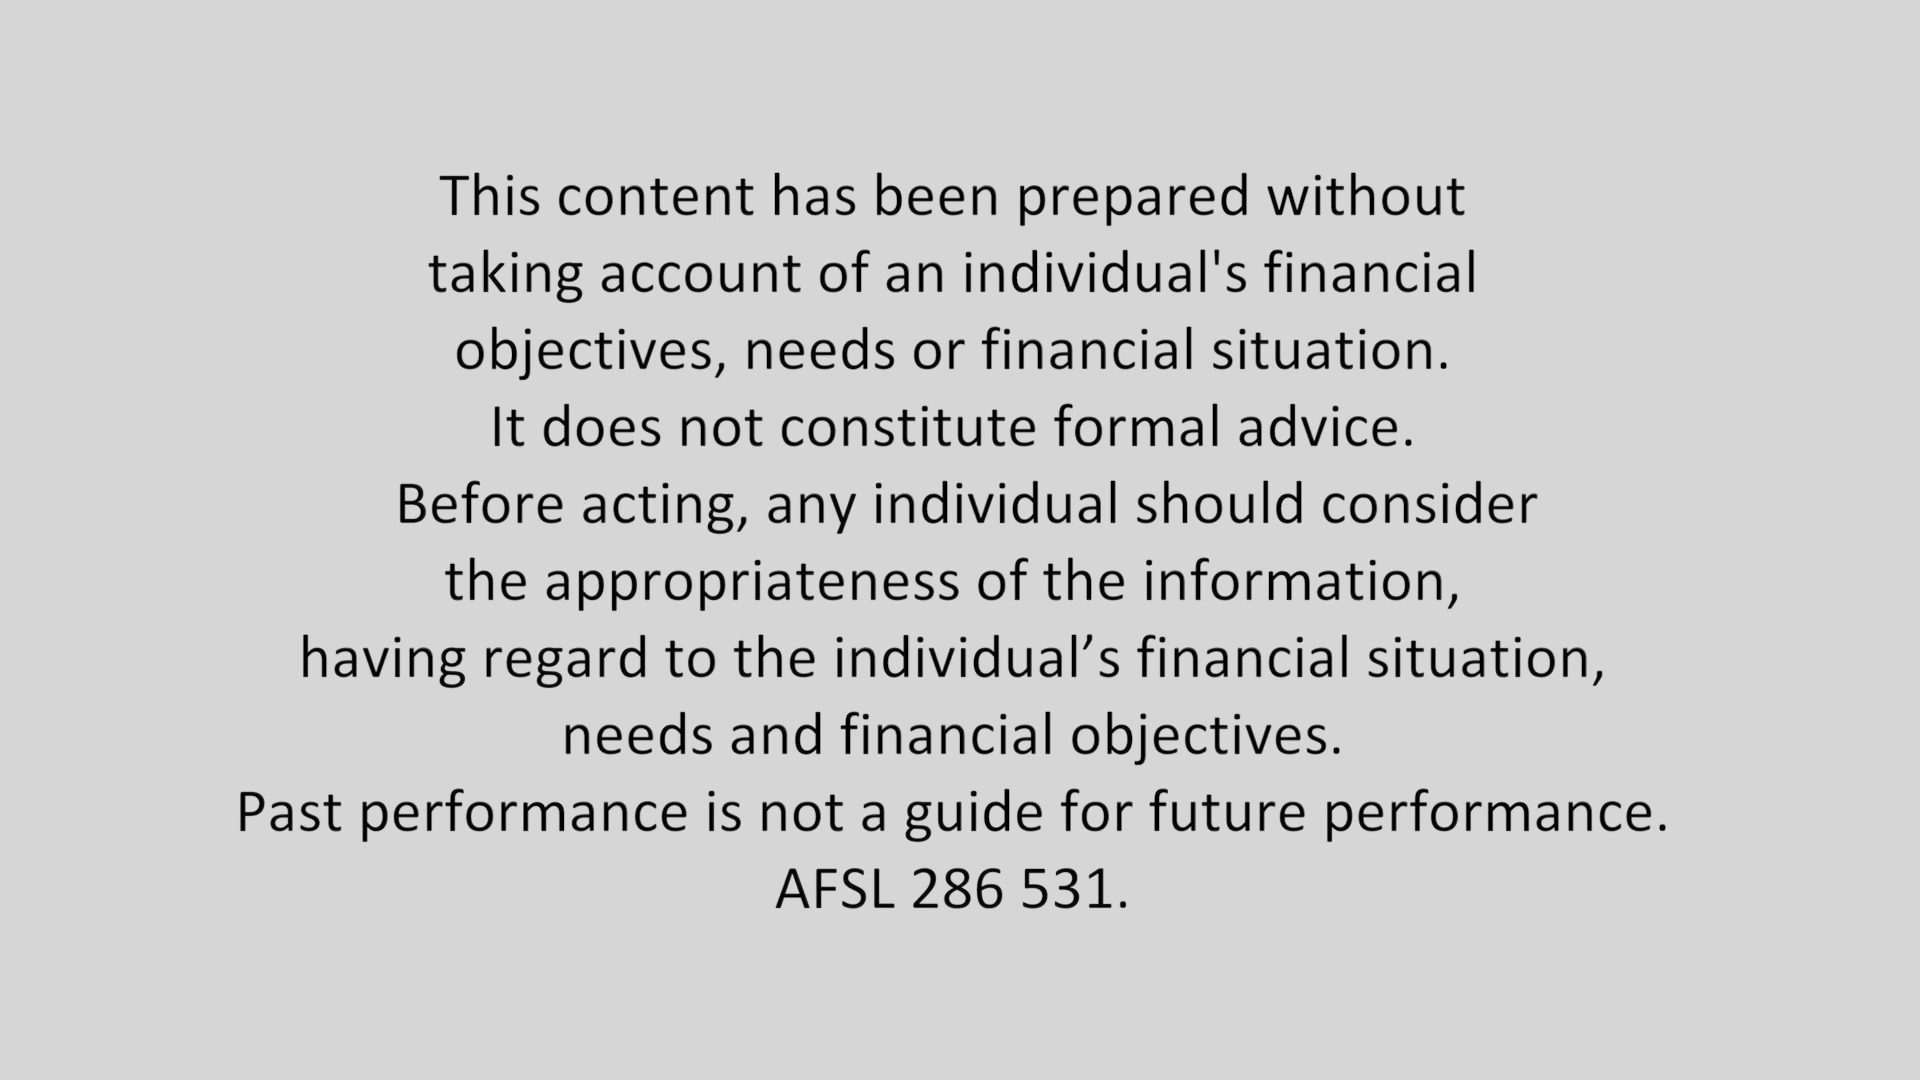 This content has been prepared without
taking account of an individual's financial
objectives, needs or financial situation.
It does not constitute formal advice.
Before acting, any individual should consider
the appropriateness of the information,
having regard to the individual’s financial situation,
needs and financial objectives.
Past performance is not a guide for future performance.
AFSL 286 531.